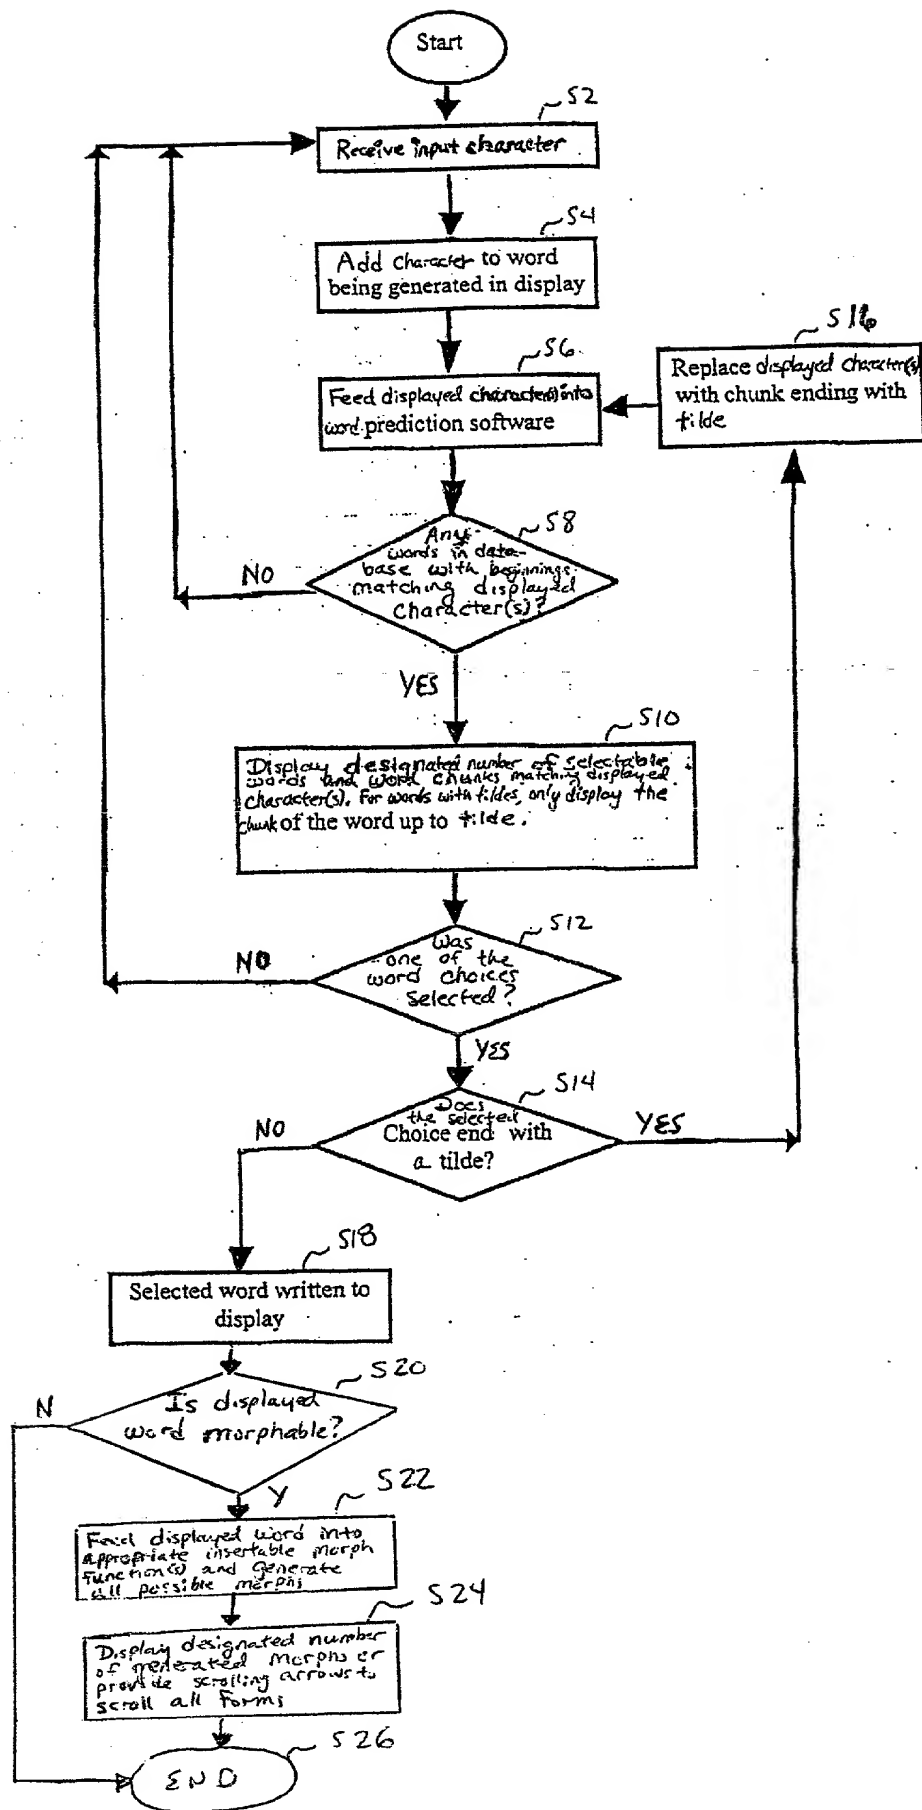 Start
S2
Receive input character
S4
Add character to word
being generated in display
S16
Replace displayed character(s)
with chunk ending with
tilde
S6
Feed displayed character(s) into
word prediction software
S8
Any
words in data-
base with beginnings
matching displayed
character(s)?
NO
YES
S10
Display designated number of selectable
words and word chunks matching displayed
character(s). For words with tildes, only display the
chunk of the word up to tilde.
S12
Was
one of the
word choices
selected?
NO
YES
S14
Does
the selected
Choice end with
a tilde?
NO
YES
S18
Selected word written to
display
S20
Is displayed
word morphable?
N
Y
S22
Feed displayed word into
appropriate insertable morph
function(s) and generate
all possible morphs
S24
Display designated number
of generated morphs or
provide scrolling arrows to
scroll all forms
S26
END